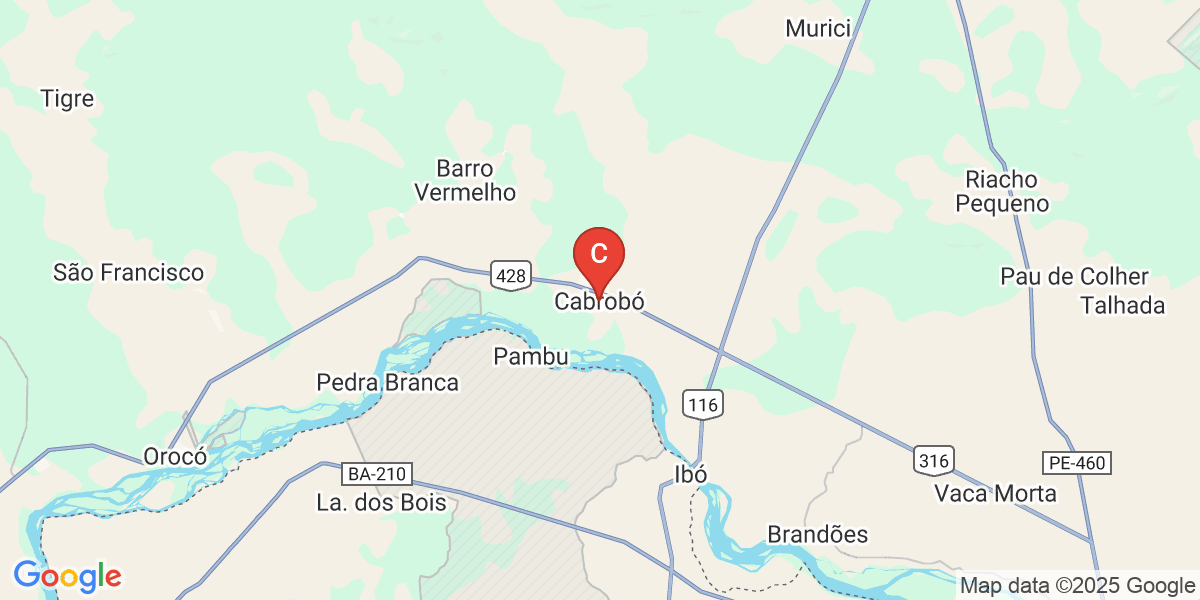 Murici
Tigre
Barro
Vermelho
Riacho
Pequeno
C
São Francisco
428
Pau de Colher
Cabrobó
Talhada
Pambu
Pedra Branca
116
Orocó
316
PE-460
BA-210
Ibó
La. dos Bois
Vaca Morta
Brandões
Google
Map data ©2025 Google